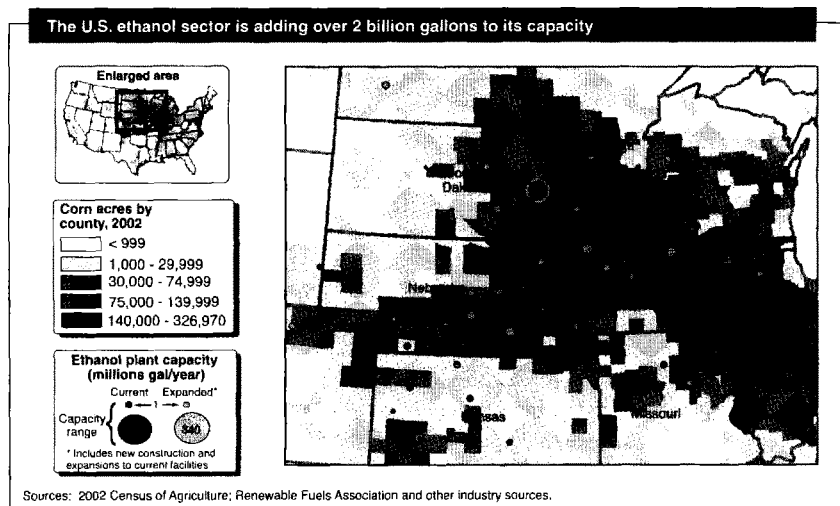 The U.S. ethanol sector is adding over 2 billion gallons to its capacity
Enlarged area
Corn acres by
county, 2002
< 999
1,000 - 29,999
30,000 - 74,999
75,000 - 139,999
140,000 - 326,970
Ethanol plant capacity
(millions gal/year)
Current Expanded*
1
Capacity
range
340
* Includes new construction and
expansions to current facilities
Missouri
Sources: 2002 Census of Agriculture; Renewable Fuels Association and other industry sources.